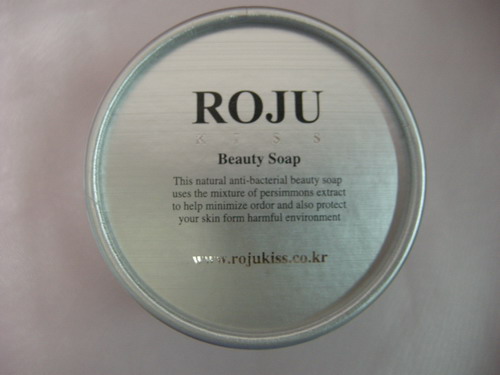 ROJU
KISS
Beauty Soap
This natural anti-bacterial beauty soap
uses the mixture of persimmons extract
to help minimize ordor and also protect
your skin form harmful environment
www.rojukiss.co.kr